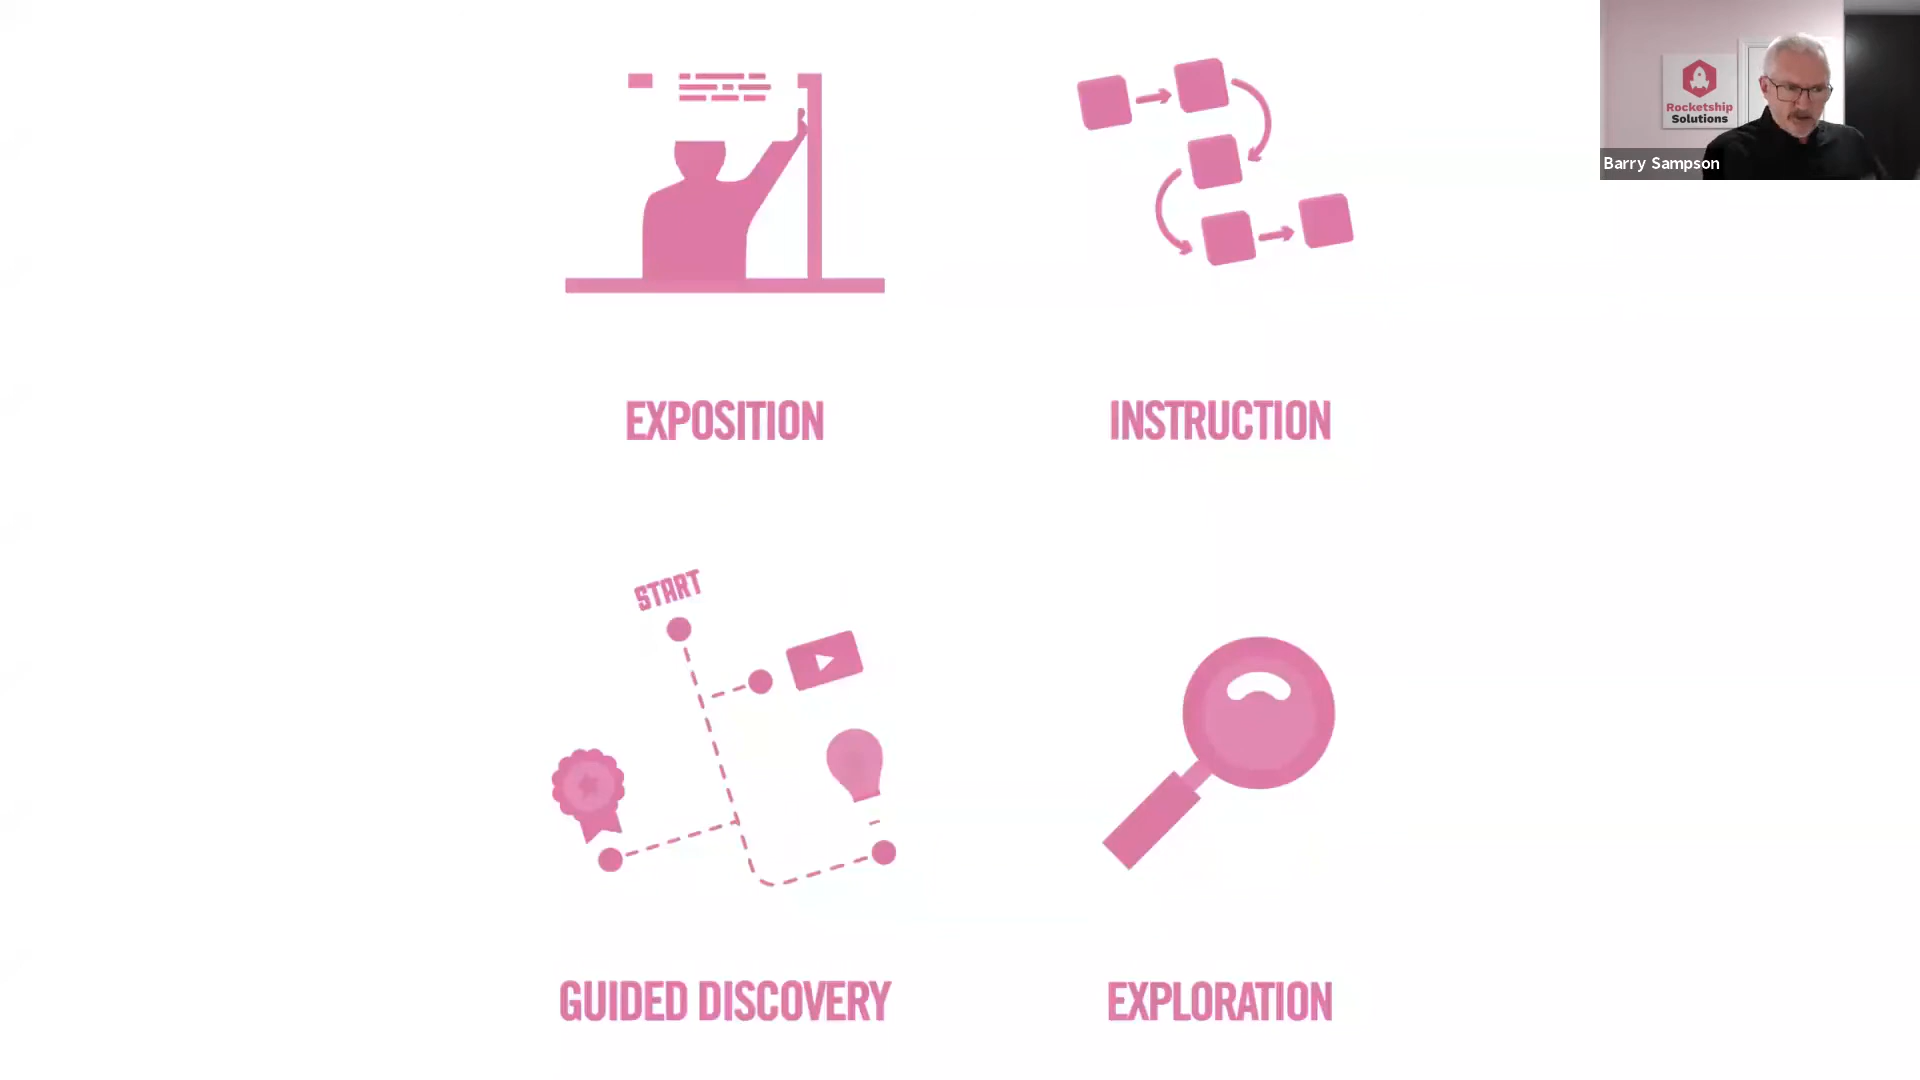 Rocketship
Solutions
Barry Sampson
EXPOSITION
INSTRUCTION
START
GUIDED DISCOVERY
EXPLORATION